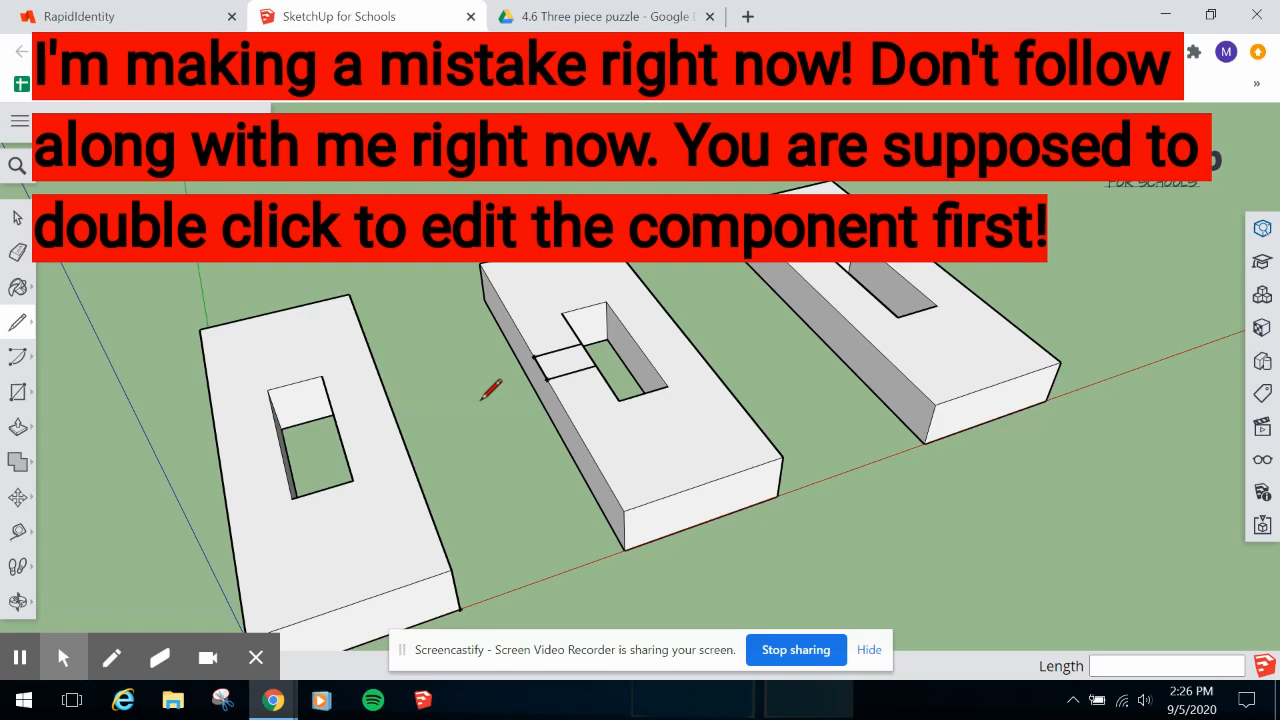 RapidIdentity
SketchUp for Schools
4.6 Three piece puzzle - Google
M
I'm making a mistake right now! Don't follow
along with me right now. You are supposed to
double click to edit the component first!
FOR SCHOOLS
Screencastify - Screen Video Recorder is sharing your screen.
Stop sharing
Hide
Length
2:26 PM
9/5/2020